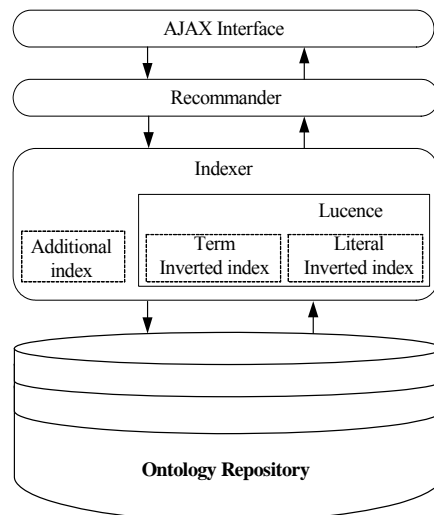 AJAX Interface
Recommander
Indexer
Lucence
Additional
index
Term
Inverted index
Literal
Inverted index
Ontology Repository